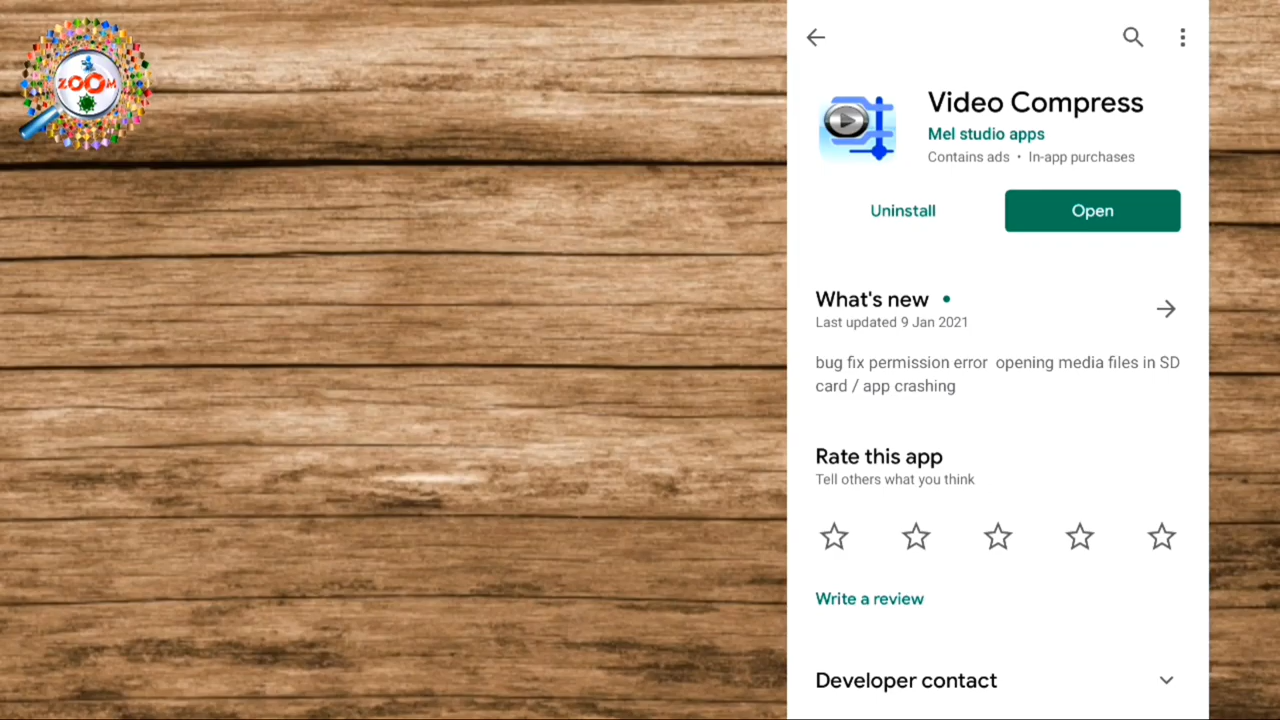 ZOOM
Video Compress
Mel studio apps
Contains ads • In-app purchases
Uninstall
Open
What's new •
Last updated 9 Jan 2021
bug fix permission error  opening media files in SD
card / app crashing
Rate this app
Tell others what you think
Write a review
Developer contact